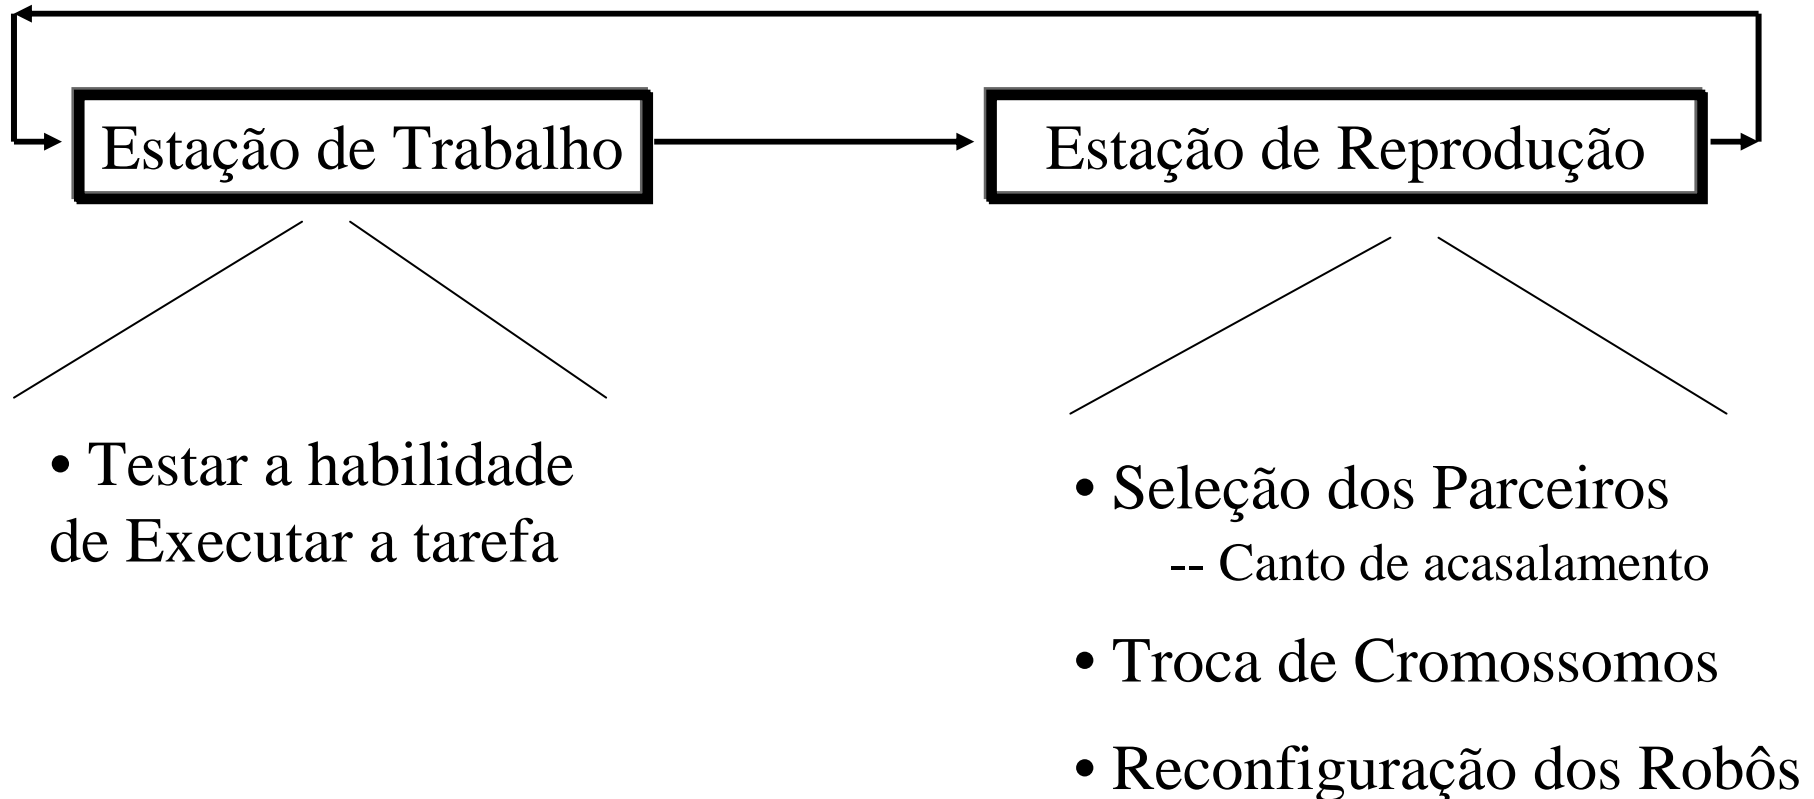 Estação de Trabalho
Estação de Reprodução
• Testar a habilidade
de Executar a tarefa
• Seleção dos Parceiros
-- Canto de acasalamento
• Troca de Cromossomos
• Reconfiguração dos Robôs